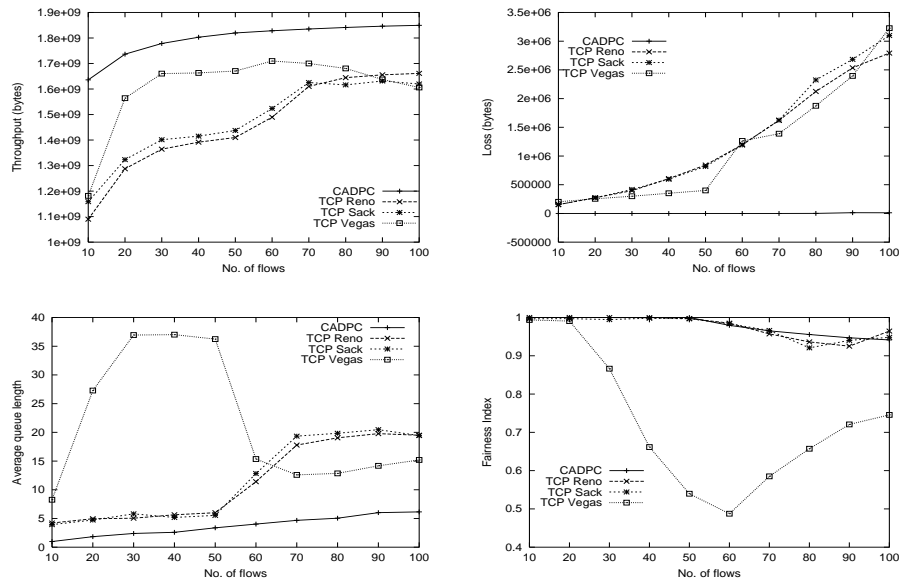 1.9e+09
1.8e+09
1.7e+09
1.6e+09
1.5e+09
1.4e+09
1.3e+09
1.2e+09
1.1e+09
1e+09
Throughput (bytes)
CADPC
TCP Reno
TCP Sack
TCP Vegas
10 20 30 40 50 60 70 80 90 100
No. of flows
3.5e+06
3e+06
2.5e+06
2e+06
1.5e+06
1e+06
500000
0
-500000
Loss (bytes)
CADPC
TCP Reno
TCP Sack
TCP Vegas
10 20 30 40 50 60 70 80 90 100
No. of flows
40
35
30
25
20
15
10
5
0
Average queue length
CADPC
TCP Reno
TCP Sack
TCP Vegas
10 20 30 40 50 60 70 80 90 100
No. of flows
1
0.9
0.8
0.7
0.6
0.5
0.4
Fairness Index
CADPC
TCP Reno
TCP Sack
TCP Vegas
10 20 30 40 50 60 70 80 90 100
No. of flows